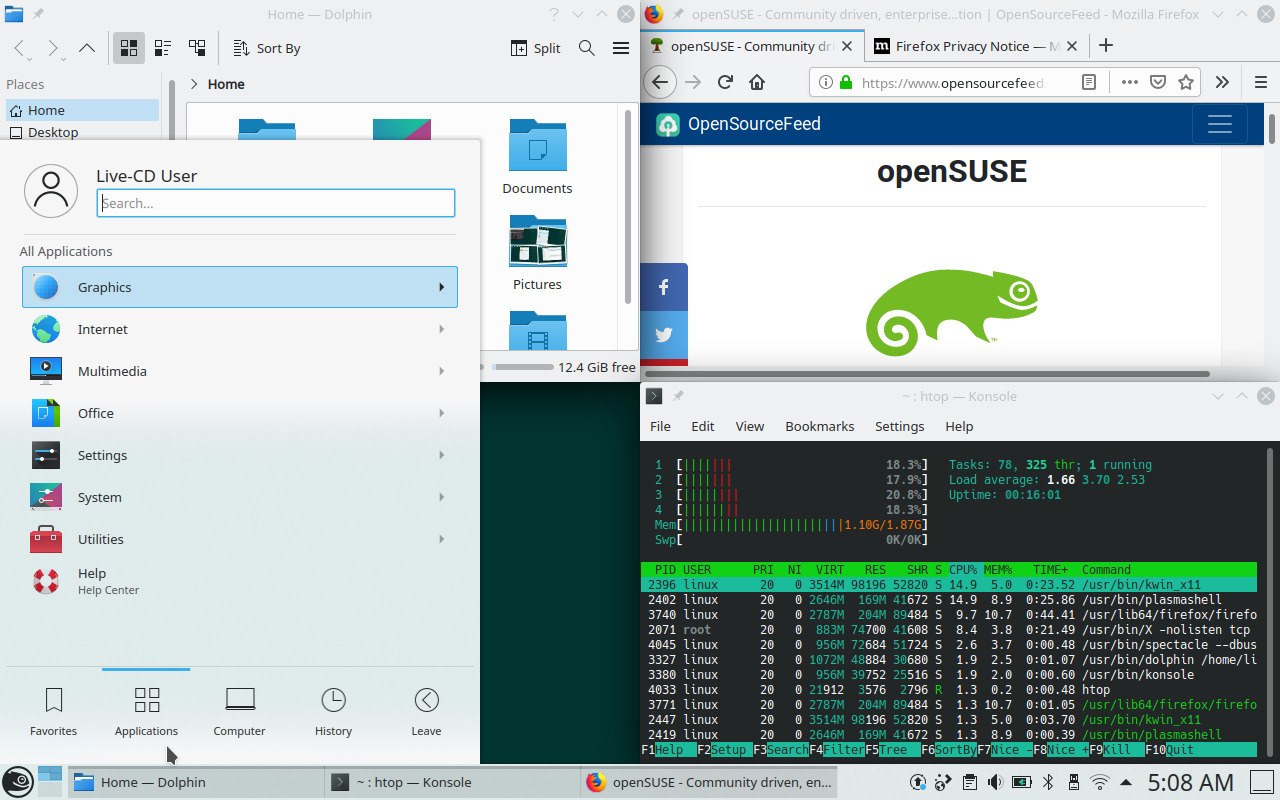 Home — Dolphin
Sort By
Split
Places
Home
Home
Desktop
Documents
Pictures
12.4 GiB free
Live-CD User
Search...
All Applications
Graphics
Internet
Multimedia
Office
Settings
System
Utilities
Help
Help Center
Favorites
Applications
Computer
History
Leave
openSUSE - Community driven, enterprise...tion | OpenSourceFeed - Mozilla Firefox
openSUSE - Community dri
m Firefox Privacy Notice — M
https://www.opensourcefeed.
OpenSourceFeed
openSUSE
~ : htop — Konsole
File Edit View Bookmarks Settings Help
1 [||||||| 18.3%] Tasks: 78, 325 thr; 1 running
2 [||||||| 17.9%] Load average: 1.66 3.70 2.53
3 [|||||||| 20.8%] Uptime: 00:16:01
4 [|||||||| 18.3%]
Mem[|||||||||||||||||||||||1.10G/1.87G]
Swp[ 0K/0K]
PID USER PRI NI VIRT RES SHR S CPU% MEM% TIME+ Command
2396 linux 20 0 3514M 98196 52820 S 14.9 5.0 0:23.52 /usr/bin/kwin_x11
2402 linux 20 0 2646M 169M 41672 S 14.9 8.9 0:25.86 /usr/bin/plasmashell
3740 linux 20 0 2787M 204M 89484 S 9.7 10.7 0:44.41 /usr/lib64/firefox/firefo
2071 root 20 0 883M 74700 41608 S 8.4 3.8 0:21.49 /usr/bin/X -nolisten tcp
4045 linux 20 0 956M 72684 51724 S 2.6 3.7 0:00.48 /usr/bin/spectacle --dbus
3327 linux 20 0 1072M 48884 30680 S 1.9 2.5 0:01.07 /usr/bin/dolphin /home/li
3380 linux 20 0 956M 39752 25516 S 1.9 2.0 0:00.60 /usr/bin/konsole
4033 linux 20 0 21912 3576 2796 R 1.3 0.2 0:00.48 htop
3771 linux 20 0 2787M 204M 89484 S 1.3 10.7 0:01.05 /usr/lib64/firefox/firefo
2447 linux 20 0 3514M 98196 52820 S 1.3 5.0 0:03.70 /usr/bin/kwin_x11
2419 linux 20 0 2646M 169M 41672 S 1.3 8.9 0:00.39 /usr/bin/plasmashell
F1Help F2Setup F3SearchF4FilterF5Tree F6SortByF7Nice -F8Nice +F9Kill F10Quit
Home — Dolphin
~ : htop — Konsole
openSUSE - Community driven, en...
5:08 AM